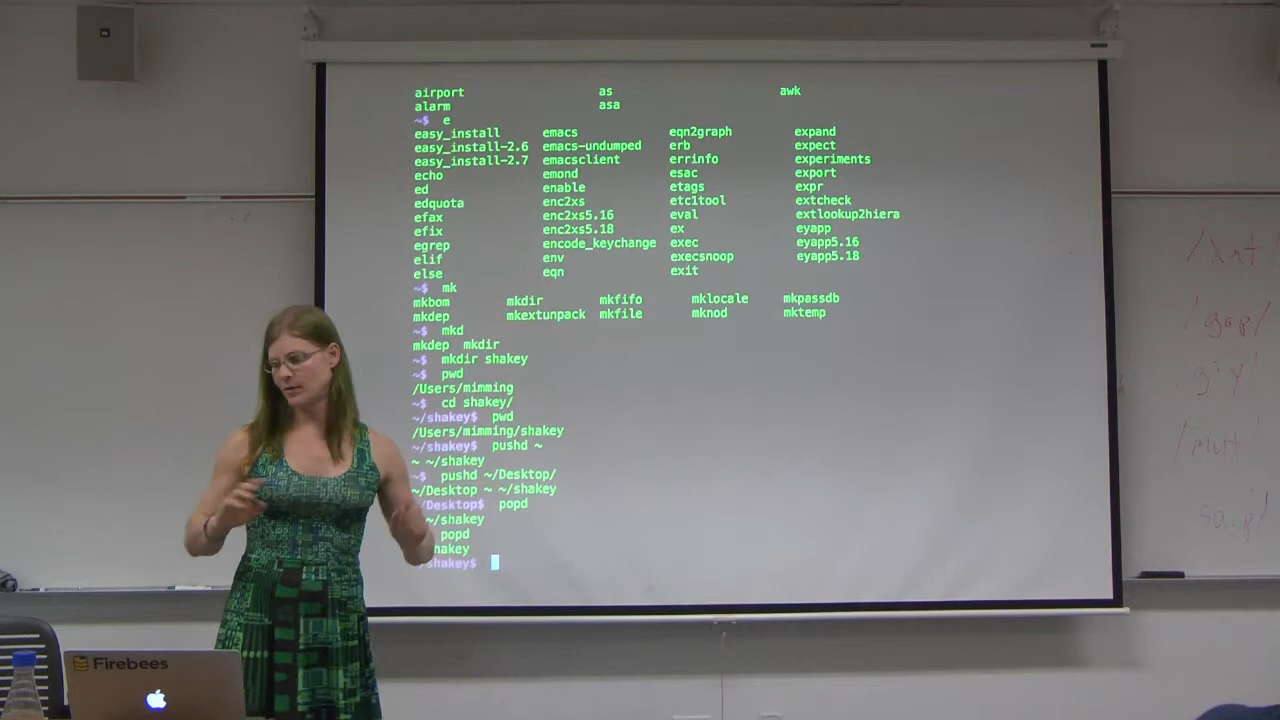 airport as awk
alarm asa
~$ e
easy_install emacs eqn2graph expand
easy_install-2.6 emacs-undumped erb expect
easy_install-2.7 emacsclient errinfo experiments
echo emond esac export
ed enable etags expr
edquota enc2xs etc1tool extcheck
efax enc2xs5.16 eval extlookup2hiera
efix enc2xs5.18 ex eyapp
egrep encode_keychange exec eyapp5.16
elif env execsnoop eyapp5.18
else eqn exit
~$ mk
mkbom mkdir mkfifo mklocale mkpassdb
mkdep mkextunpack mkfile mknod mktemp
~$ mkd
mkdep mkdir
~$ mkdir shakey
~$ pwd
/Users/mimming
~$ cd shakey/
~/shakey$ pwd
/Users/mimming/shakey
~/shakey$ pushd ~
~ ~/shakey
~$ pushd ~/Desktop/
~/Desktop ~ ~/shakey
/Desktop$ popd
~/shakey
popd
hakey
/shakey$
Firebees